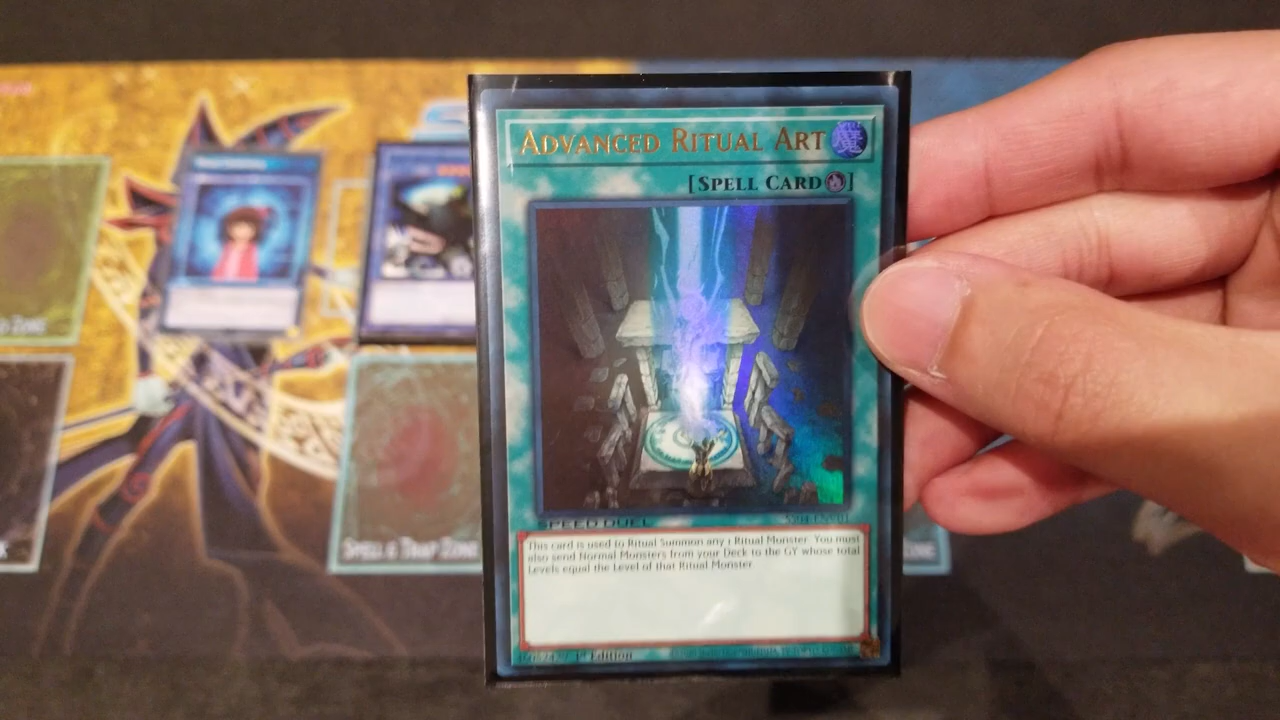 ADVANCED RITUAL ART
魔
[SPELL CARD]
SPEED DUEL
This card is used to Ritual Summon any 1 Ritual Monster. You must
also send Normal Monsters from your Deck to the GY whose total
Levels equal the Level of that Ritual Monster.
1st Edition
ZONE
SPELL & TRAP ZONE